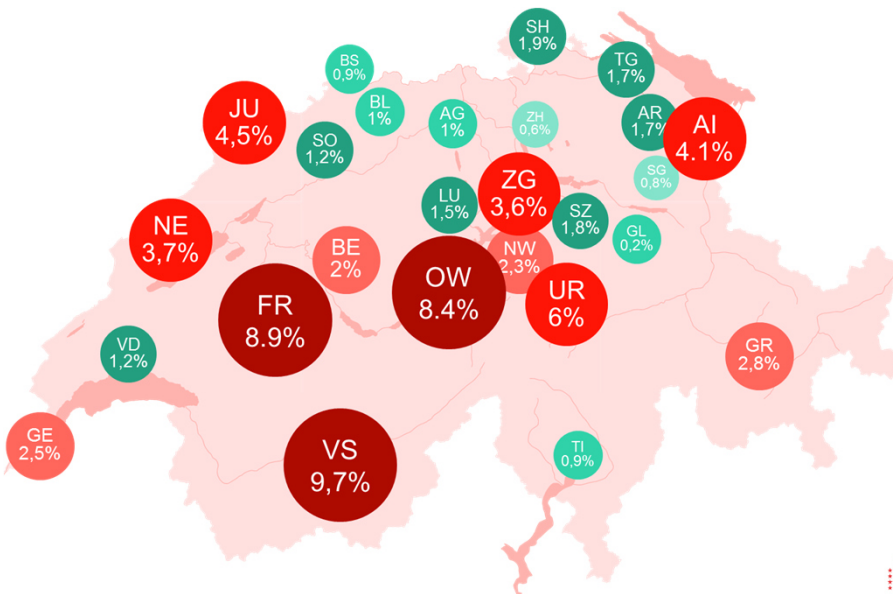 SH
1,9%
BS
0,9%
TG
1,7%
JU
4,5%
BL
1%
AG
1%
ZH
0,6%
AR
1,7%
AI
4.1%
SO
1,2%
SG
0,8%
ZG
3,6%
LU
1,5%
SZ
1,8%
GL
0,2%
NE
3,7%
BE
2%
NW
2,3%
OW
8.4%
FR
8.9%
UR
6%
VD
1,2%
GR
2,8%
GE
2,5%
VS
9,7%
TI
0,9%